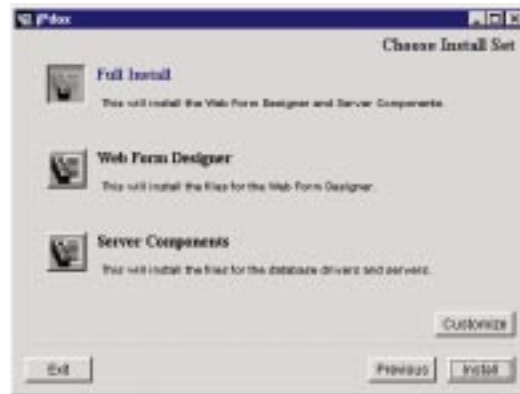 jPdox
Choose Install Set
Full Install
This will install the Web Form Designer and Server Components.
Web Form Designer
This will install the files for the Web Form Designer.
Server Components
This will install the files for the database drivers and servers.
Customize
Exit
Previous
Install